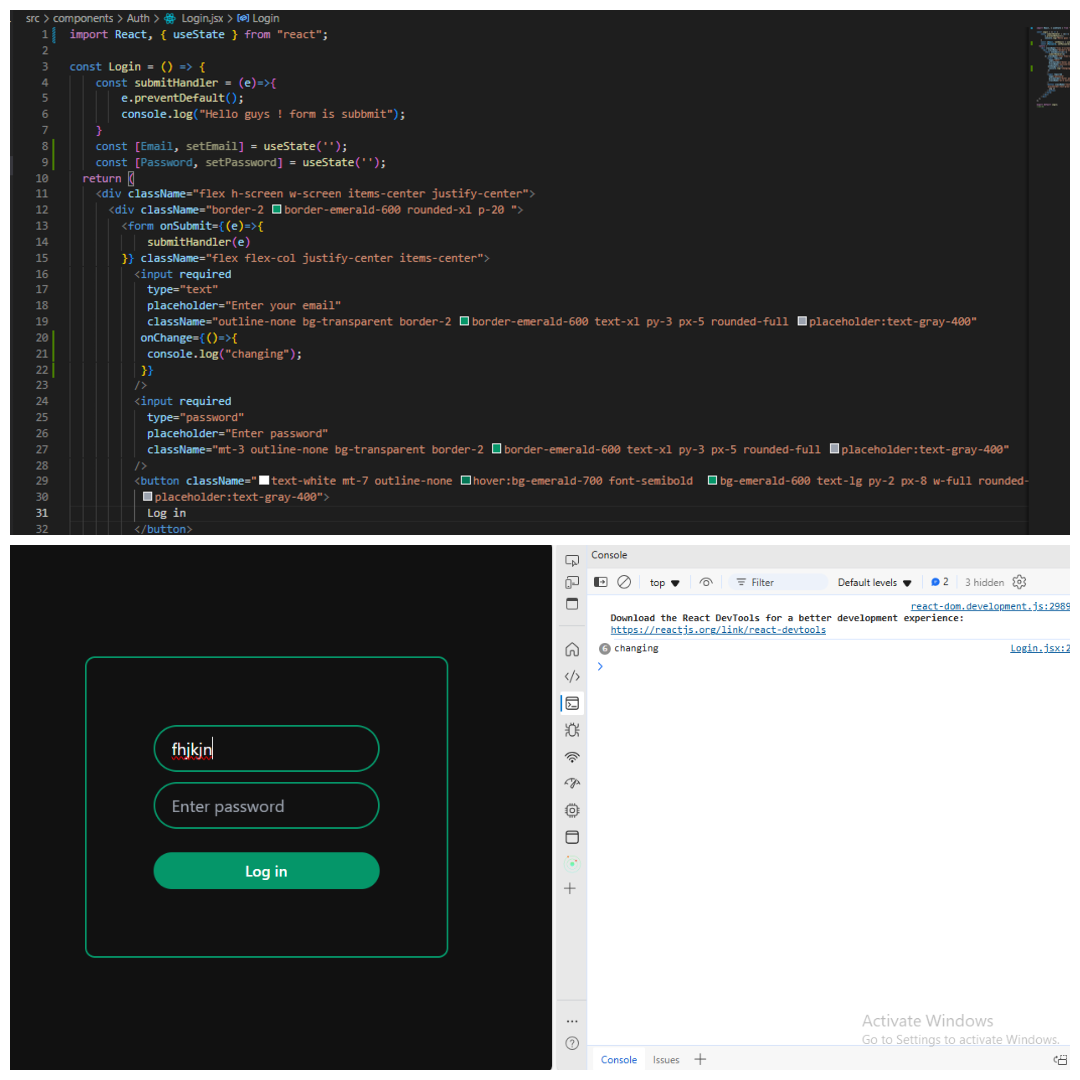 src > components > Auth > Login.jsx > Login
1 import React, { useState } from "react";
2
3 const Login = () => {
4 const submitHandler = (e)=>{
5 e.preventDefault();
6 console.log("Hello guys ! form is subbmit");
7 }
8 const [Email, setEmail] = useState('');
9 const [Password, setPassword] = useState('');
10 return (
11 <div className="flex h-screen w-screen items-center justify-center">
12 <div className="border-2 border-emerald-600 rounded-xl p-20 ">
13 <form onSubmit={(e)=>{
14 submitHandler(e)
15 }} className="flex flex-col justify-center items-center">
16 <input required
17 type="text"
18 placeholder="Enter your email"
19 className="outline-none bg-transparent border-2 border-emerald-600 text-xl py-3 px-5 rounded-full placeholder:text-gray-400"
20 onChange={()=>{
21 console.log("changing");
22 }}
23 />
24 <input required
25 type="password"
26 placeholder="Enter password"
27 className="mt-3 outline-none bg-transparent border-2 border-emerald-600 text-xl py-3 px-5 rounded-full placeholder:text-gray-400"
28 />
29 <button className="text-white mt-7 outline-none hover:bg-emerald-700 font-semibold bg-emerald-600 text-lg py-2 px-8 w-full rounded-
30 placeholder:text-gray-400">
31 Log in
32 </button>
fhjkjn
Enter password
Log in
Console
top Filter Default levels 2 3 hidden
react-dom.development.js:2989
Download the React DevTools for a better development experience:
https://reactjs.org/link/react-devtools
6 changing Login.jsx:2
>
Activate Windows
Go to Settings to activate Windows.
Console Issues